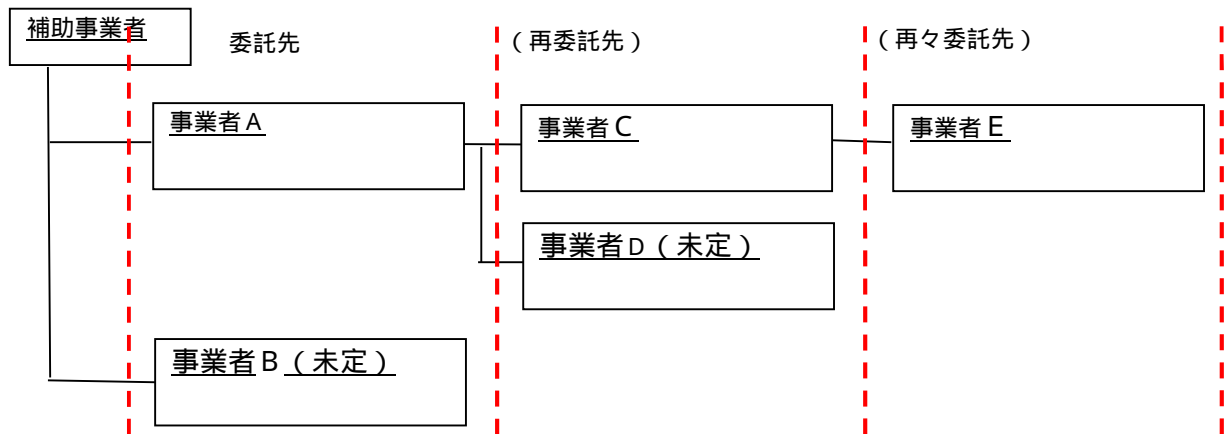 補助事業者
委託先
(再委託先)
(再々委託先)
事業者A
事業者C
事業者E
事業者D(未定)
事業者B(未定)